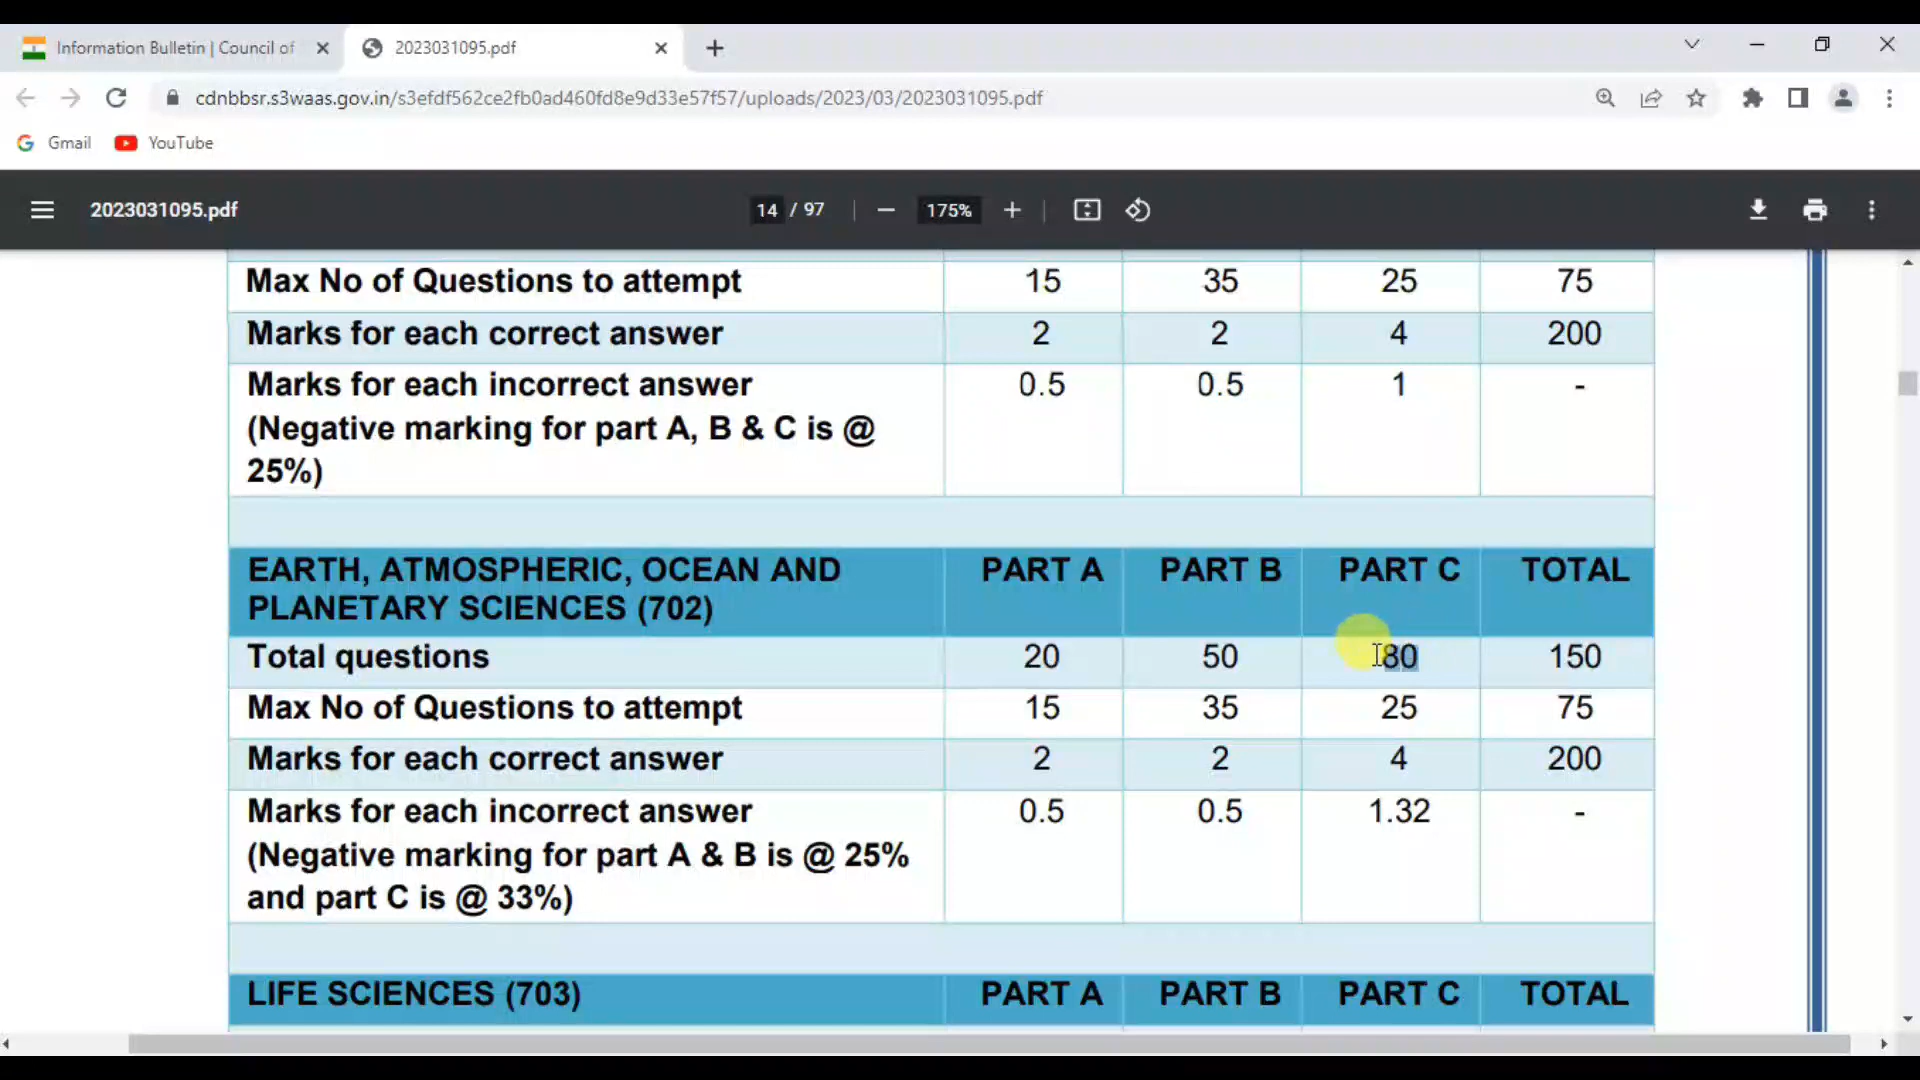 Information Bulletin | Council of
2023031095.pdf
cdnbbsr.s3waas.gov.in/s3efdf562ce2fb0ad460fd8e9d33e57f57/uploads/2023/03/2023031095.pdf
Gmail
YouTube
2023031095.pdf
14 / 97
175%
Max No of Questions to attempt 15 35 25 75
Marks for each correct answer 2 2 4 200
Marks for each incorrect answer 0.5 0.5 1 -
(Negative marking for part A, B & C is @
25%)
EARTH, ATMOSPHERIC, OCEAN AND PART A PART B PART C TOTAL
PLANETARY SCIENCES (702)
Total questions 20 50 80 150
Max No of Questions to attempt 15 35 25 75
Marks for each correct answer 2 2 4 200
Marks for each incorrect answer 0.5 0.5 1.32 -
(Negative marking for part A & B is @ 25%
and part C is @ 33%)
LIFE SCIENCES (703) PART A PART B PART C TOTAL